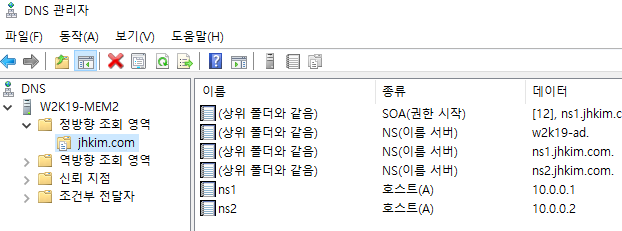 DNS 관리자
파일(F) 동작(A) 보기(V) 도움말(H)
DNS
W2K19-MEM2
정방향 조회 영역
jhkim.com
역방향 조회 영역
신뢰 지점
조건부 전달자
이름 종류 데이터
(상위 폴더와 같음) SOA(권한 시작) [12], ns1.jhkim.co
(상위 폴더와 같음) NS(이름 서버) w2k19-ad.
(상위 폴더와 같음) NS(이름 서버) ns1.jhkim.com.
(상위 폴더와 같음) NS(이름 서버) ns2.jhkim.com.
ns1 호스트(A) 10.0.0.1
ns2 호스트(A) 10.0.0.2